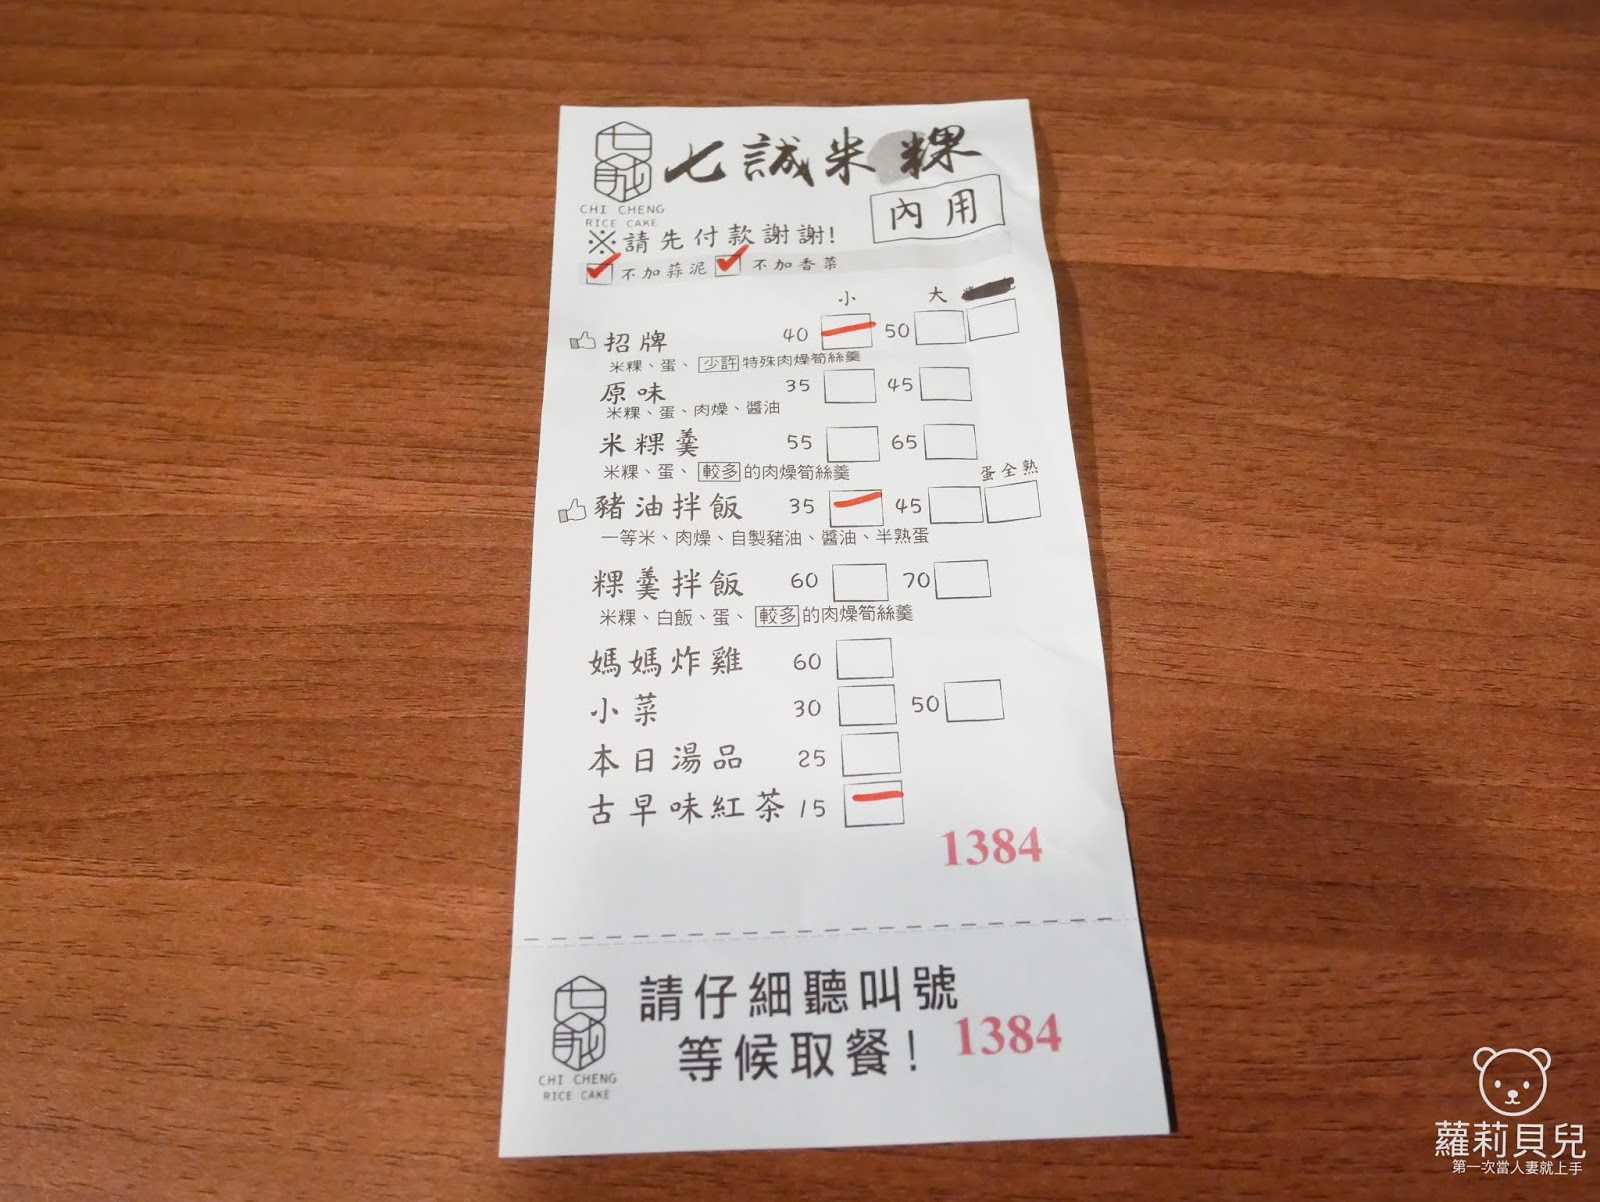 七誠米粿
CHI CHENG
RICE CAKE
內用
※請先付款謝謝!
不加蒜泥 不加香菜
小 大
招牌 40 50
米粿、蛋、少許特殊肉燥筍絲羹
原味 35 45
米粿、蛋、肉燥、醬油
米粿羹 55 65
米粿、蛋、較多的肉燥筍絲羹
蛋全熟
豬油拌飯 35 45
一等米、肉燥、自製豬油、醬油、半熟蛋
粿羹拌飯 60 70
米粿、白飯、蛋、較多的肉燥筍絲羹
媽媽炸雞 60
小菜 30 50
本日湯品 25
古早味紅茶 15
1384
七誠
CHI CHENG
RICE CAKE
請仔細聽叫號
等候取餐! 1384
蘿莉貝兒
第一次當人妻就上手